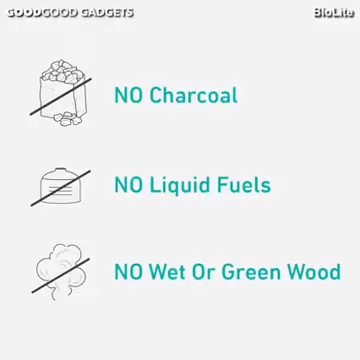 GOODGOOD GADGETS
BioLite
NO Charcoal
NO Liquid Fuels
NO Wet Or Green Wood